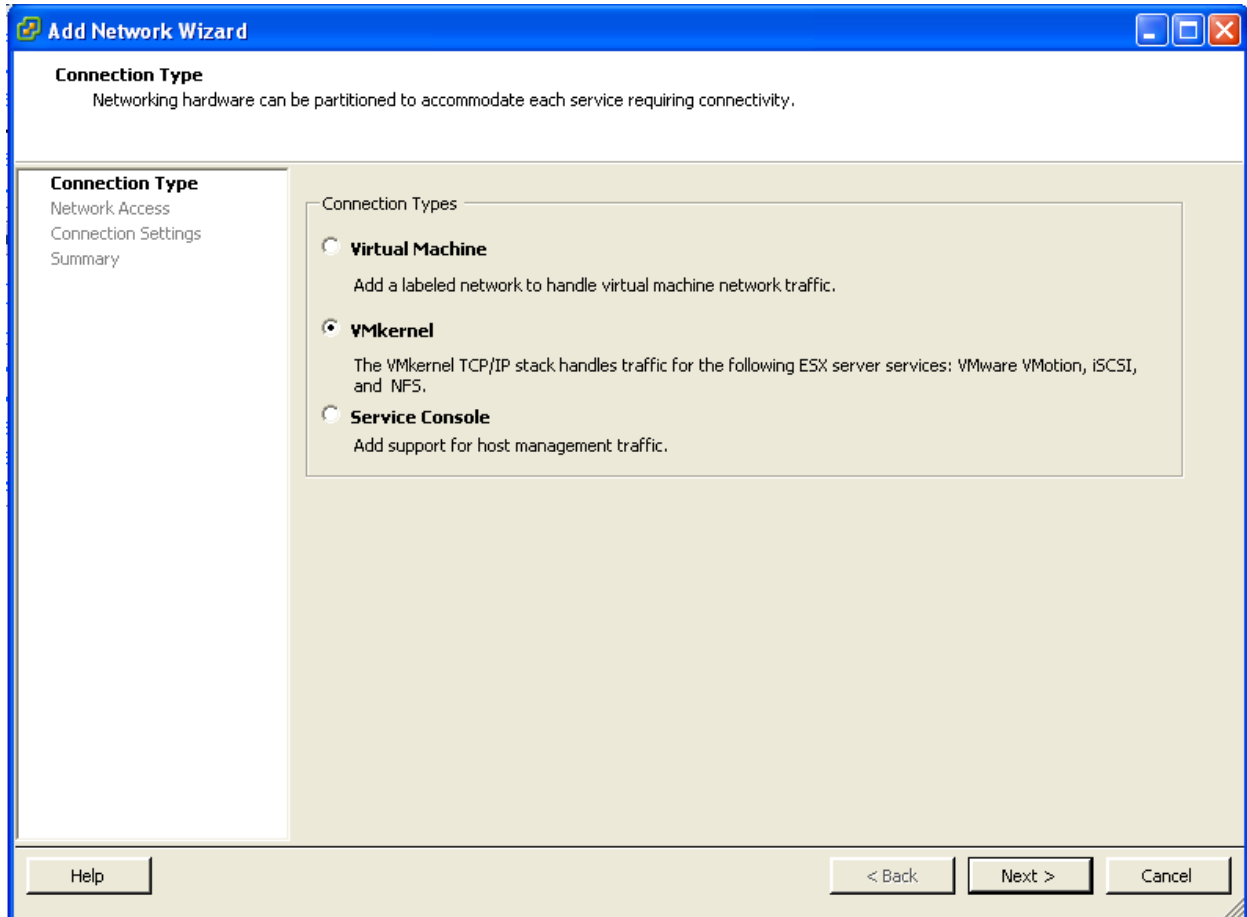 Add Network Wizard
Connection Type
Networking hardware can be partitioned to accommodate each service requiring connectivity.
Connection Type
Network Access
Connection Settings
Summary
Connection Types
Virtual Machine
Add a labeled network to handle virtual machine network traffic.
VMkernel
The VMkernel TCP/IP stack handles traffic for the following ESX server services: VMware VMotion, iSCSI,
and NFS.
Service Console
Add support for host management traffic.
Help
< Back
Next >
Cancel